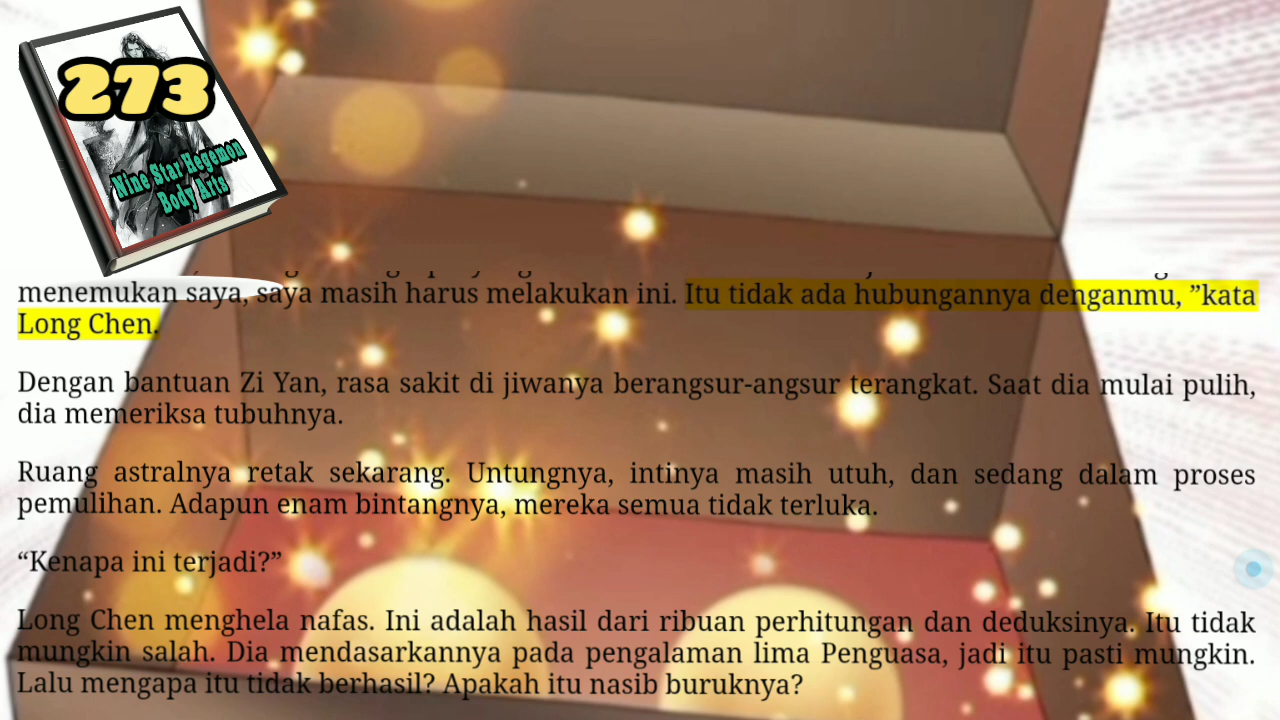 273
Nine Star Hegemon
Body Arts
menemukan saya, saya masih harus melakukan ini. Itu tidak ada hubungannya denganmu, ”kata
Long Chen.
Dengan bantuan Zi Yan, rasa sakit di jiwanya berangsur-angsur terangkat. Saat dia mulai pulih,
dia memeriksa tubuhnya.
Ruang astralnya retak sekarang. Untungnya, intinya masih utuh, dan sedang dalam proses
pemulihan. Adapun enam bintangnya, mereka semua tidak terluka.
“Kenapa ini terjadi?”
Long Chen menghela nafas. Ini adalah hasil dari ribuan perhitungan dan deduksinya. Itu tidak
mungkin salah. Dia mendasarkannya pada pengalaman lima Penguasa, jadi itu pasti mungkin.
Lalu mengapa itu tidak berhasil? Apakah itu nasib buruknya?